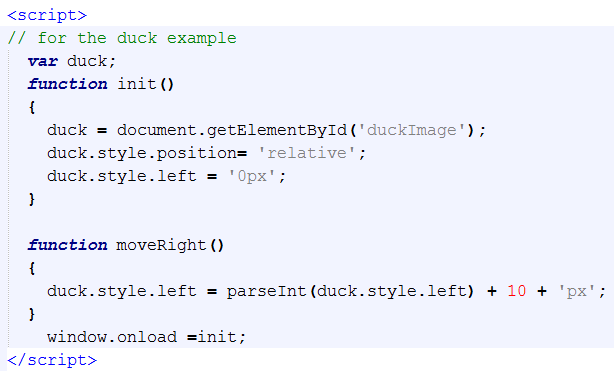 <script>
// for the duck example
var duck;
function init()
{
duck = document.getElementById('duckImage');
duck.style.position= 'relative';
duck.style.left = '0px';
}
function moveRight()
{
duck.style.left = parseInt(duck.style.left) + 10 + 'px';
}
window.onload =init;
</script>